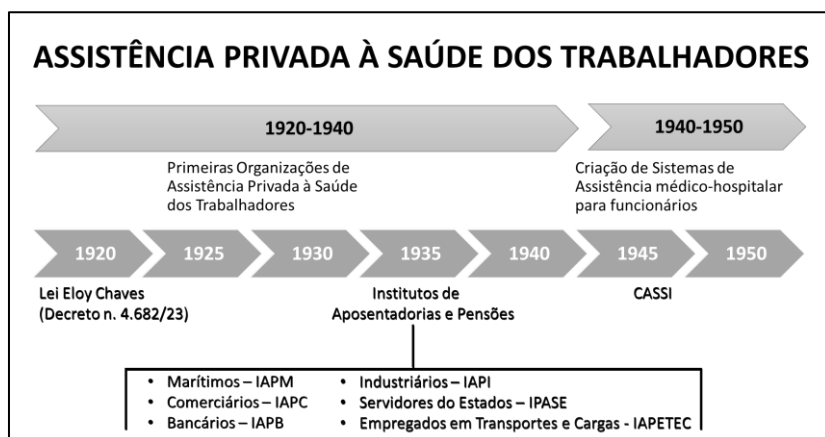 ASSISTÊNCIA PRIVADA À SAÚDE DOS TRABALHADORES
1920-1940
1940-1950
Primeiras Organizações de
Assistência Privada à Saúde
dos Trabalhadores
Criação de Sistemas de
Assistência médico-hospitalar
para funcionários
1920
1925
1930
1935
1940
1945
1950
Lei Eloy Chaves
(Decreto n. 4.682/23)
Institutos de
Aposentadorias e Pensões
CASSI
• Marítimos – IAPM
• Comerciários – IAPC
• Bancários – IAPB
• Industriários – IAPI
• Servidores do Estados – IPASE
• Empregados em Transportes e Cargas - IAPETEC